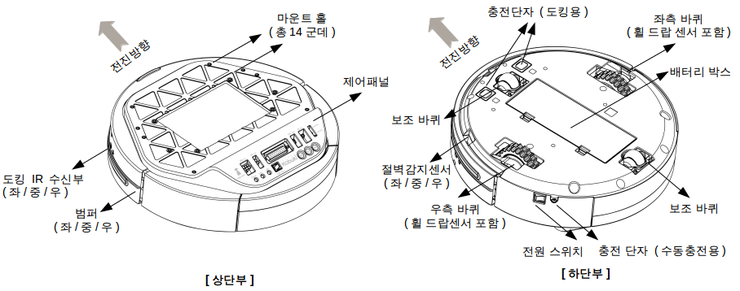 전진방향
마운트 홀
( 총 14 군데 )
제어패널
도킹 IR 수신부
( 좌 / 중 / 우 )
범퍼
( 좌 / 중 / 우 )
[ 상단부 ]
전진방향
충전단자 ( 도킹용 )
좌측 바퀴
( 휠 드랍 센서 포함 )
배터리 박스
보조 바퀴
절벽감지센서
( 좌 / 중 / 우 )
우측 바퀴
( 휠 드랍센서 포함 )
보조 바퀴
전원 스위치
충전 단자 ( 수동충전용 )
[ 하단부 ]